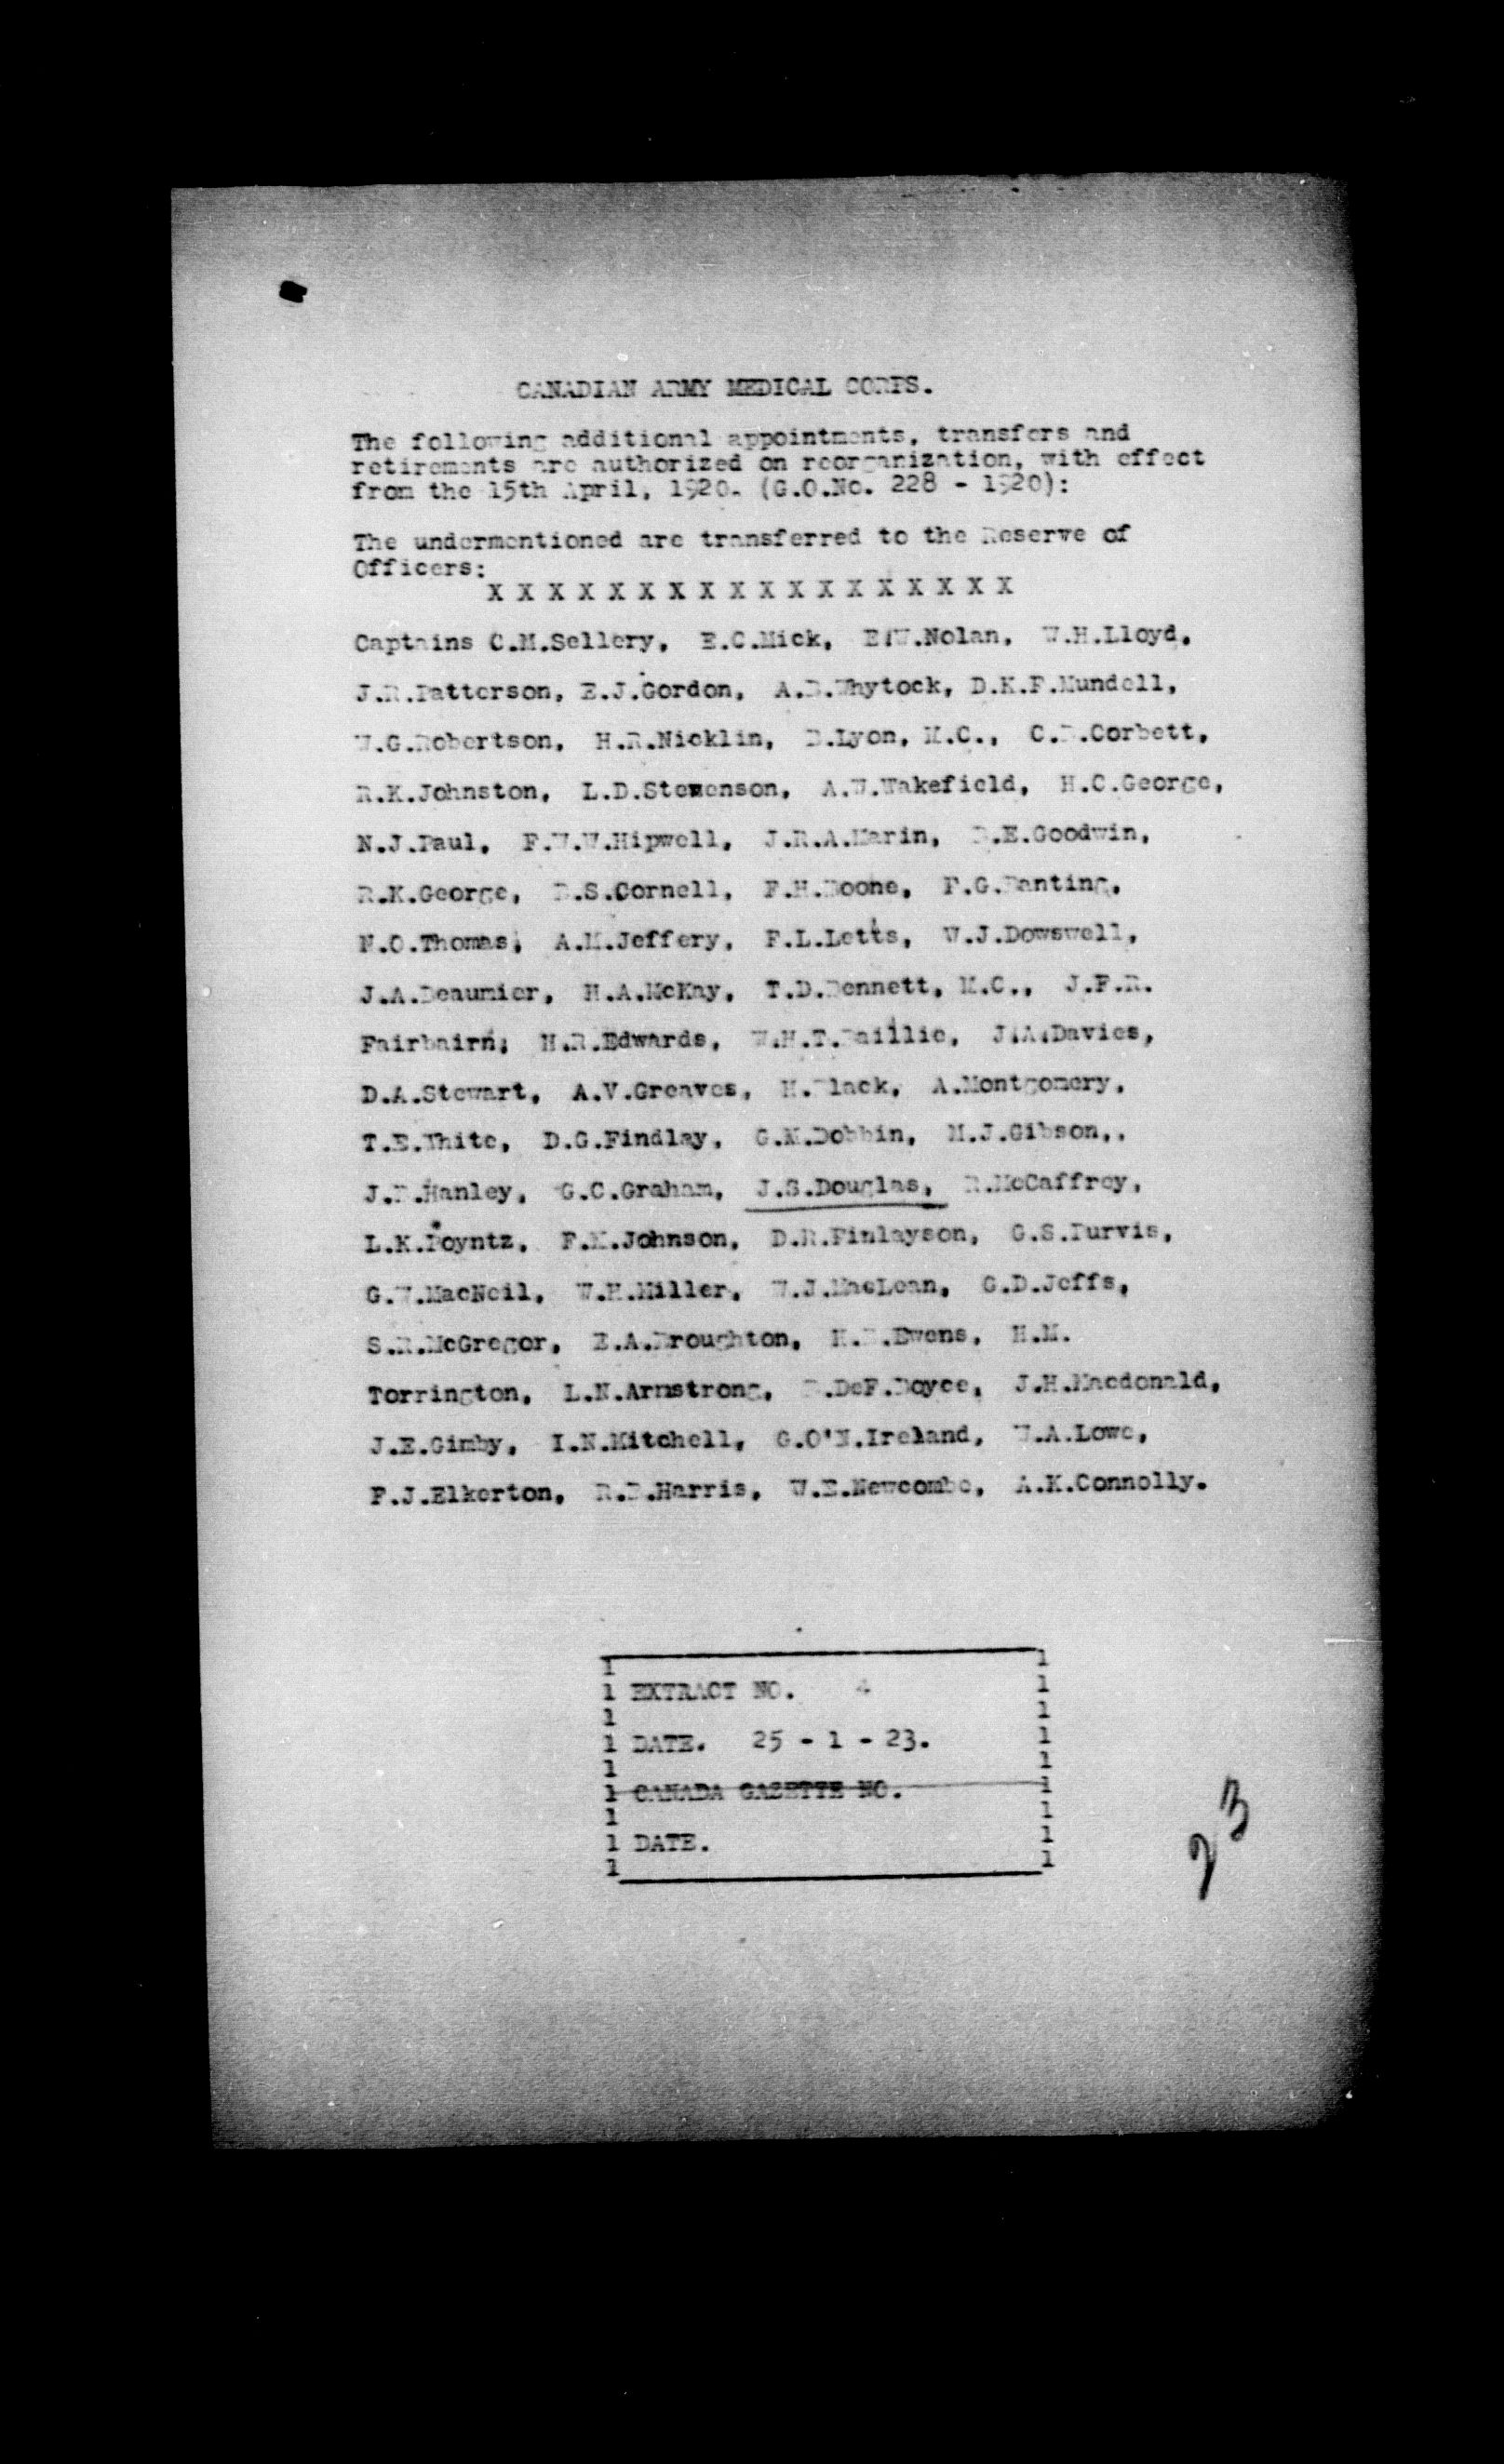 CANADIAN ARMY MEDICAL CORPS.
The following additional appointments, transfers and
retirements are authorized on reorganization, with effect
from the 15th April, 1920. (G.O.No. 228 - 1920):
The undermentioned are transferred to the Reserve of
Officers:
X X X X X X X X X X X X X X X X X X
Captains C.M.Sellery, E.C.Mick, E.W.Nolan, W.H.Lloyd,
J.R.Patterson, E.J.Gordon, A.B.Whytock, D.K.F.Mundell,
W.G.Robertson, H.R.Nicklin, B.Lyon, M.C., Corbett,
R.K.Johnston, L.D.Stevenson, A.W.Wakefield, H.C.George,
N.J.Paul, F.W.W.Hipwell, J.R.A.Marin, Goodwin,
R.K.George, B.S.Cornell, F.H.Boone, F.G.Banting,
N.O.Thomas, A.M.Jeffery, F.L.Letts, W.J.Dowswell,
J.A.Beaumier, H.A.McKay, T.D.Bennett, M.C., J.F.R.
Fairbairn, H.R.Edwards, W.H.T.Baillie, J.A.Davies,
D.A.Stewart, A.V.Greaves, H.Black, A.Montgomery,
T.E.White, D.G.Findlay, G.M.Dobbin, M.J.Gibson,,
Hanley, G.C.Graham, J.S.Douglas, R.McCaffrey,
L.K.Poyntz, F.M.Johnson, D.R.Finlayson, G.S.Purvis,
G.W.MacNeil, W.H.Miller, W.J.MacLean, G.D.Jeffs,
S.R.McGregor, E.A.Broughton, Ewens, H.M.
Torrington, L.N.Armstrong, DeF.Boyce, J.H.Macdonald,
J.E.Gimby, I.N.Mitchell, G.O'N.Ireland, W.A.Lowe,
F.J.Elkerton, Harris, W.E.Newcombe, A.K.Connolly.
EXTRACT NO. 4
DATE. 25 - 1 - 23.
CANADA GAZETTE NO.
DATE.
23